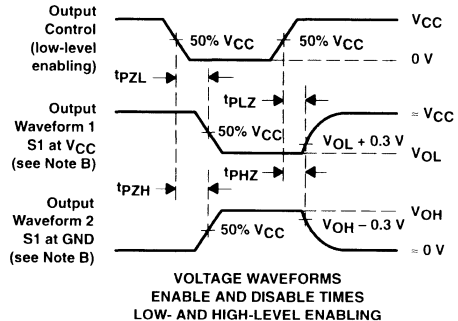 Output
Control
(low-level
enabling)
50% VCC
50% VCC
VCC
0 V
tPZL
tPLZ
Output
Waveform 1
S1 at VCC
(see Note B)
50% VCC
≈ VCC
VOL + 0.3 V
VOL
tPZH
tPHZ
Output
Waveform 2
S1 at GND
(see Note B)
50% VCC
VOH
VOH − 0.3 V
≈ 0 V
VOLTAGE WAVEFORMS
ENABLE AND DISABLE TIMES
LOW- AND HIGH-LEVEL ENABLING